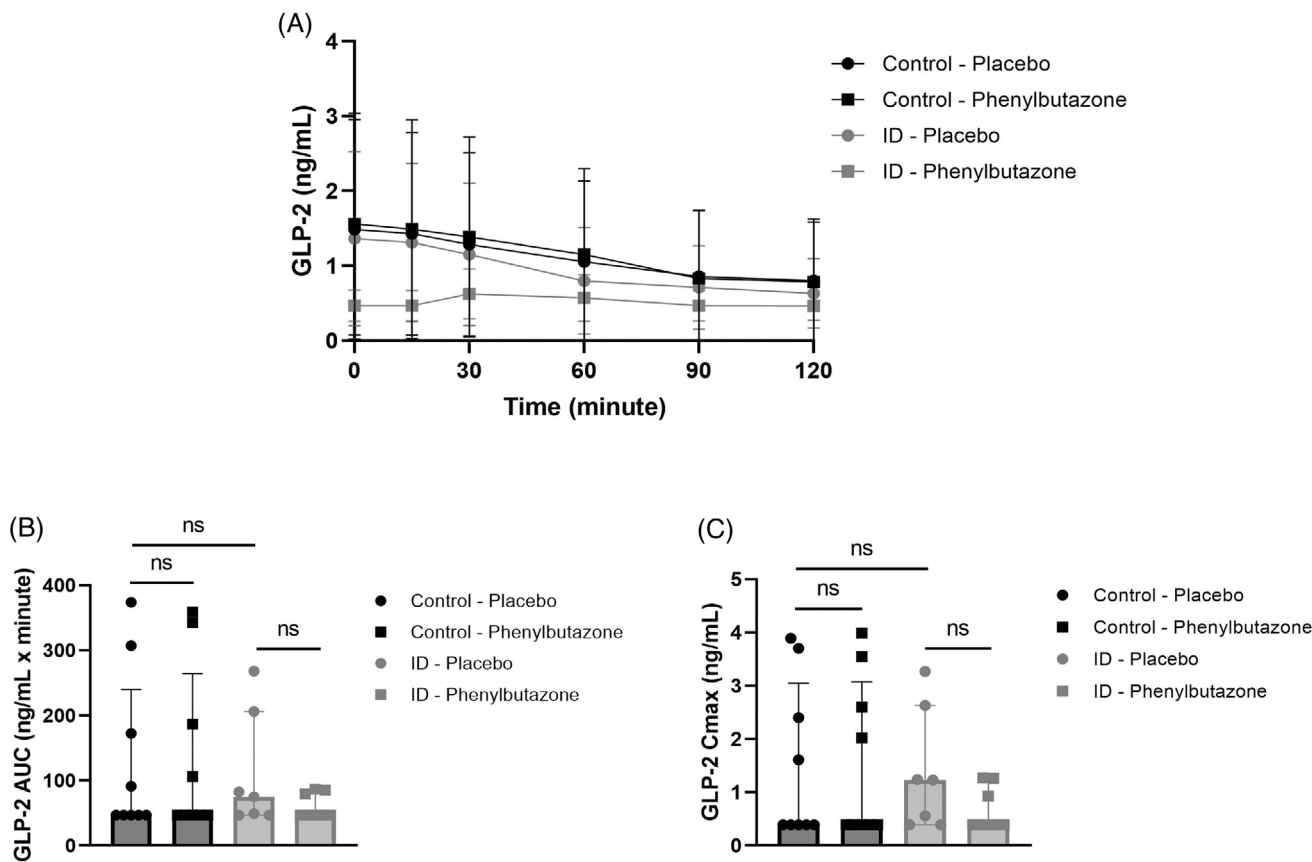 (A)
4
3
2
1
0
GLP-2 (ng/mL)
0 30 60 90 120
Time (minute)
Control - Placebo
Control - Phenylbutazone
ID - Placebo
ID - Phenylbutazone
(B)
ns
ns
ns
400
300
200
100
0
GLP-2 AUC (ng/mL x minute)
Control - Placebo
Control - Phenylbutazone
ID - Placebo
ID - Phenylbutazone
(C)
ns
ns
ns
5
4
3
2
1
0
GLP-2 Cmax (ng/mL)
Control - Placebo
Control - Phenylbutazone
ID - Placebo
ID - Phenylbutazone